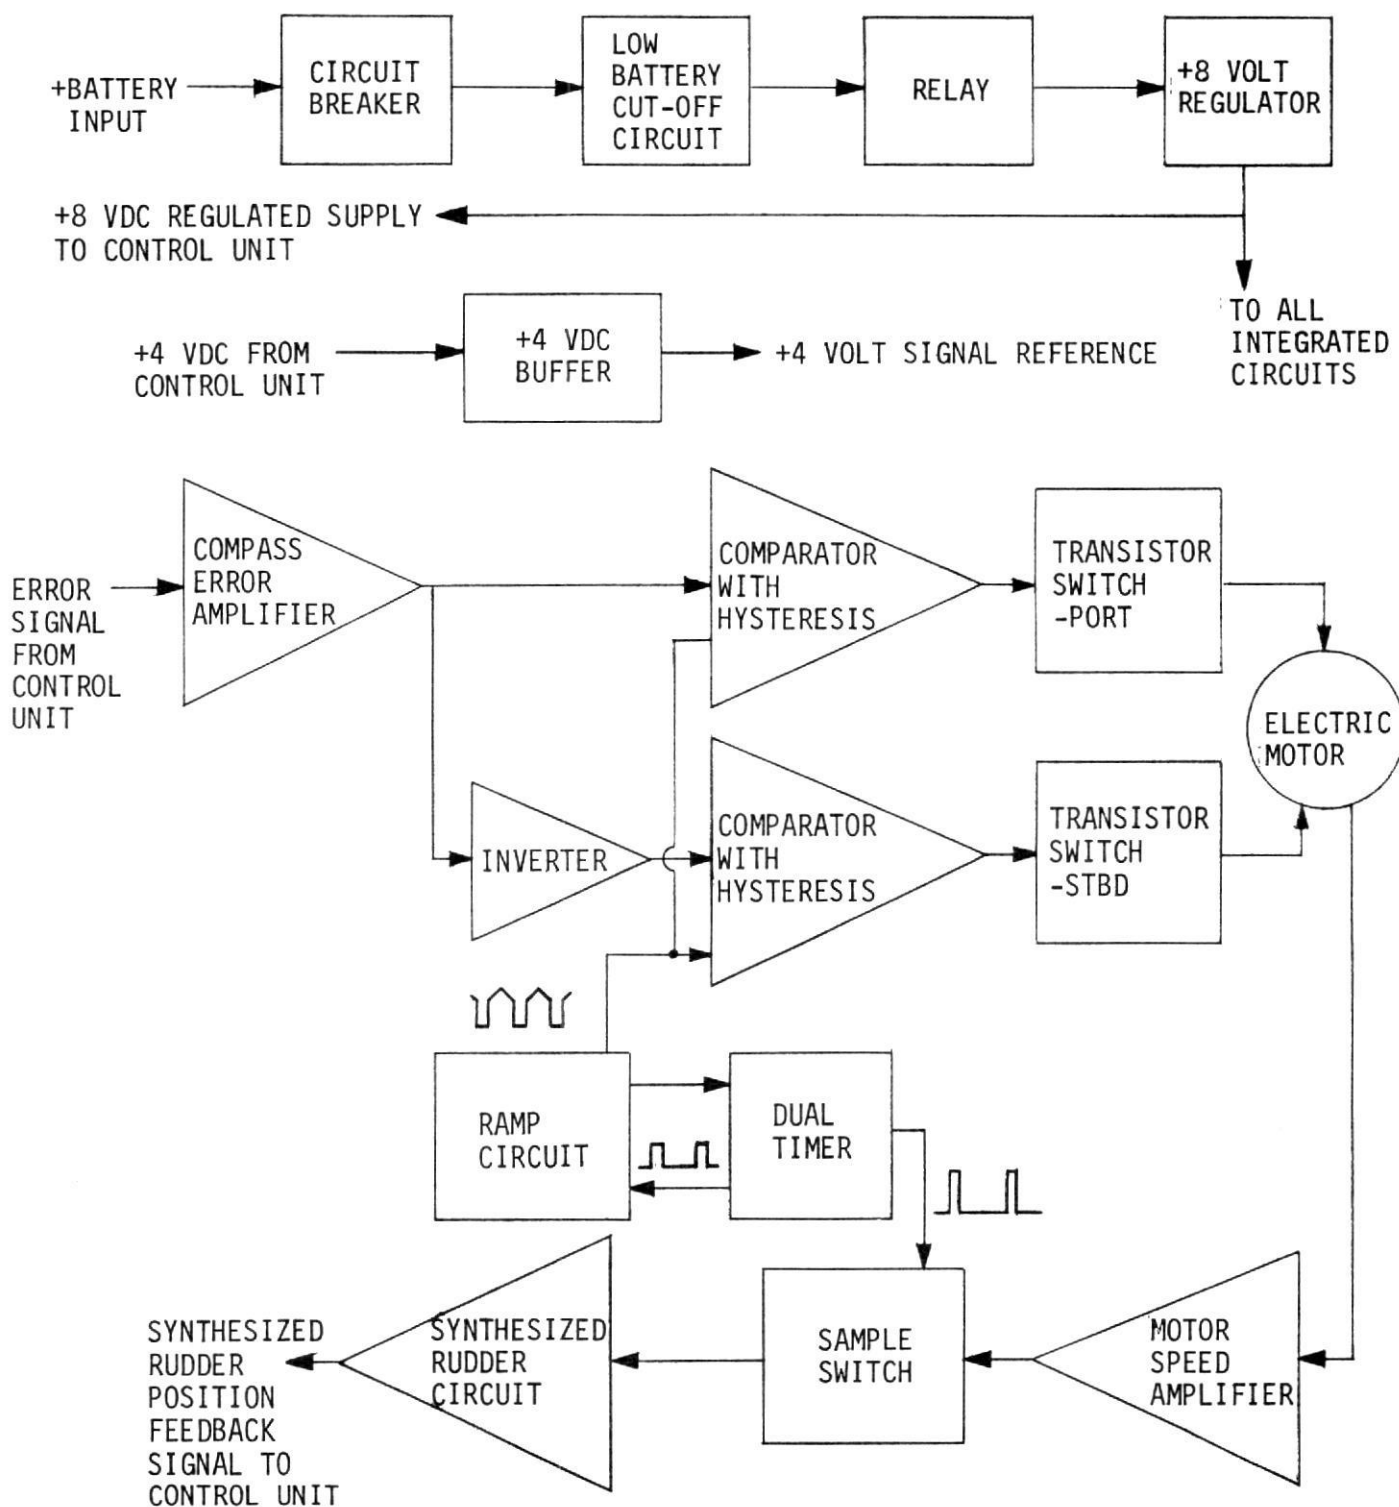 +BATTERY
INPUT
CIRCUIT
BREAKER
LOW
BATTERY
CUT-OFF
CIRCUIT
RELAY
+8 VOLT
REGULATOR
+8 VDC REGULATED SUPPLY
TO CONTROL UNIT
TO ALL
INTEGRATED
CIRCUITS
+4 VDC FROM
CONTROL UNIT
+4 VDC
BUFFER
+4 VOLT SIGNAL REFERENCE
ERROR
SIGNAL
FROM
CONTROL
UNIT
COMPASS
ERROR
AMPLIFIER
COMPARATOR
WITH
HYSTERESIS
TRANSISTOR
SWITCH
-PORT
ELECTRIC
MOTOR
INVERTER
COMPARATOR
WITH
HYSTERESIS
TRANSISTOR
SWITCH
-STBD
RAMP
CIRCUIT
DUAL
TIMER
SYNTHESIZED
RUDDER
POSITION
FEEDBACK
SIGNAL TO
CONTROL UNIT
SYNTHESIZED
RUDDER
CIRCUIT
SAMPLE
SWITCH
MOTOR
SPEED
AMPLIFIER